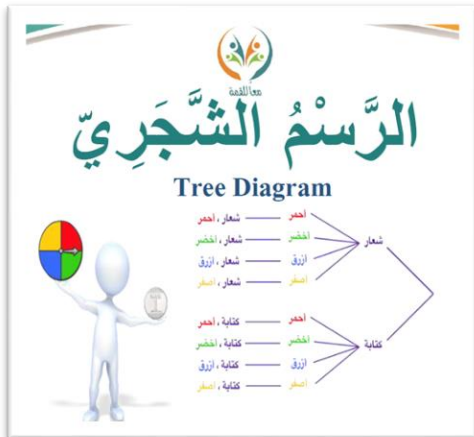 معا للقمة
الرَّسْمُ الشَّجَرِيّ
Tree Diagram
شعار
أحمر شعار ، أحمر
أخضر شعار ، أخضر
أزرق شعار ، أزرق
أصفر شعار ، أصفر
كتابة
أحمر كتابة ، أحمر
أخضر كتابة ، أخضر
أزرق كتابة ، أزرق
أصفر كتابة ، أصفر